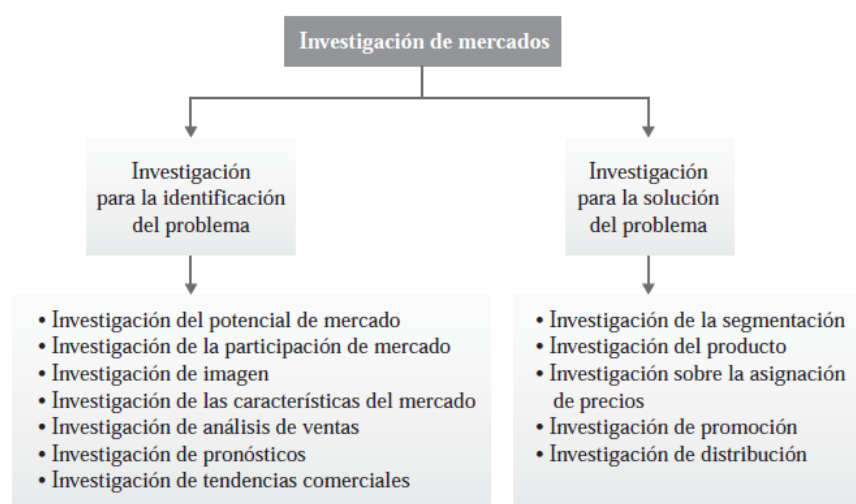 Investigación de mercados
Investigación
para la identificación
del problema
Investigación
para la solución
del problema
• Investigación del potencial de mercado
• Investigación de la participación de mercado
• Investigación de imagen
• Investigación de las características del mercado
• Investigación de análisis de ventas
• Investigación de pronósticos
• Investigación de tendencias comerciales
• Investigación de la segmentación
• Investigación del producto
• Investigación sobre la asignación
de precios
• Investigación de promoción
• Investigación de distribución